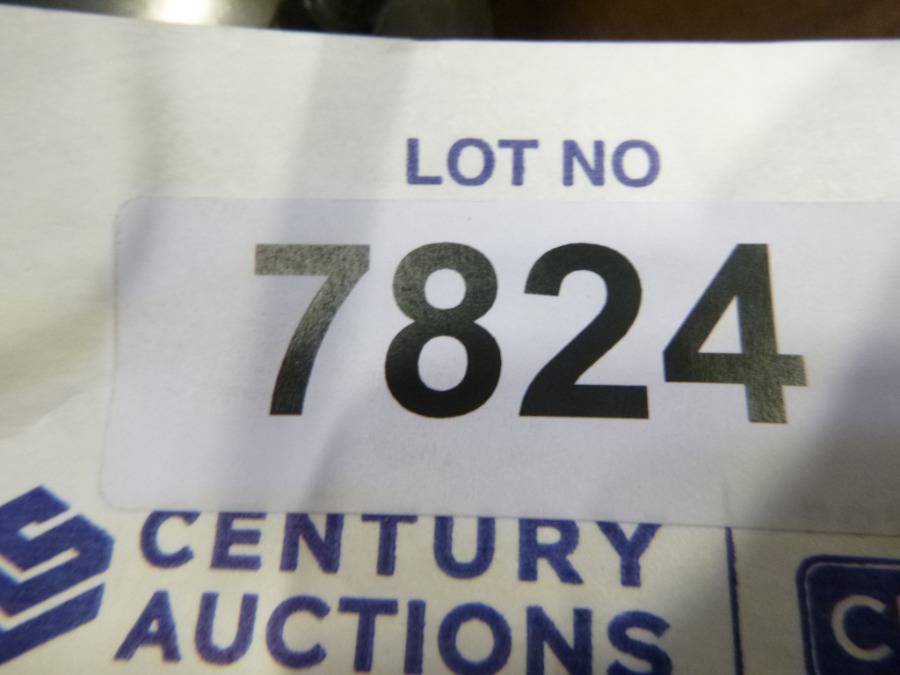 LOT NO
7824
CENTURY
AUCTIONS